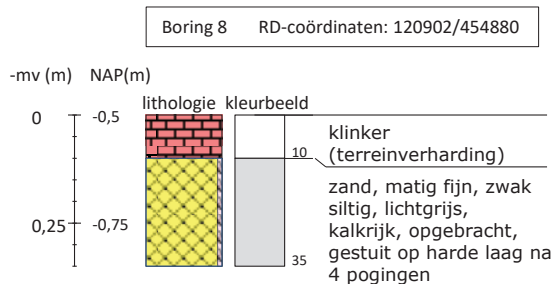 Boring 8 RD-coördinaten: 120902/454880
-mv (m) NAP(m)
lithologie kleurbeeld
0 -0,5
klinker
(terreinverharding)
10
zand, matig fijn, zwak
siltig, lichtgrijs,
kalkrijk, opgebracht,
gestuit op harde laag na
4 pogingen
0,25 -0,75
35